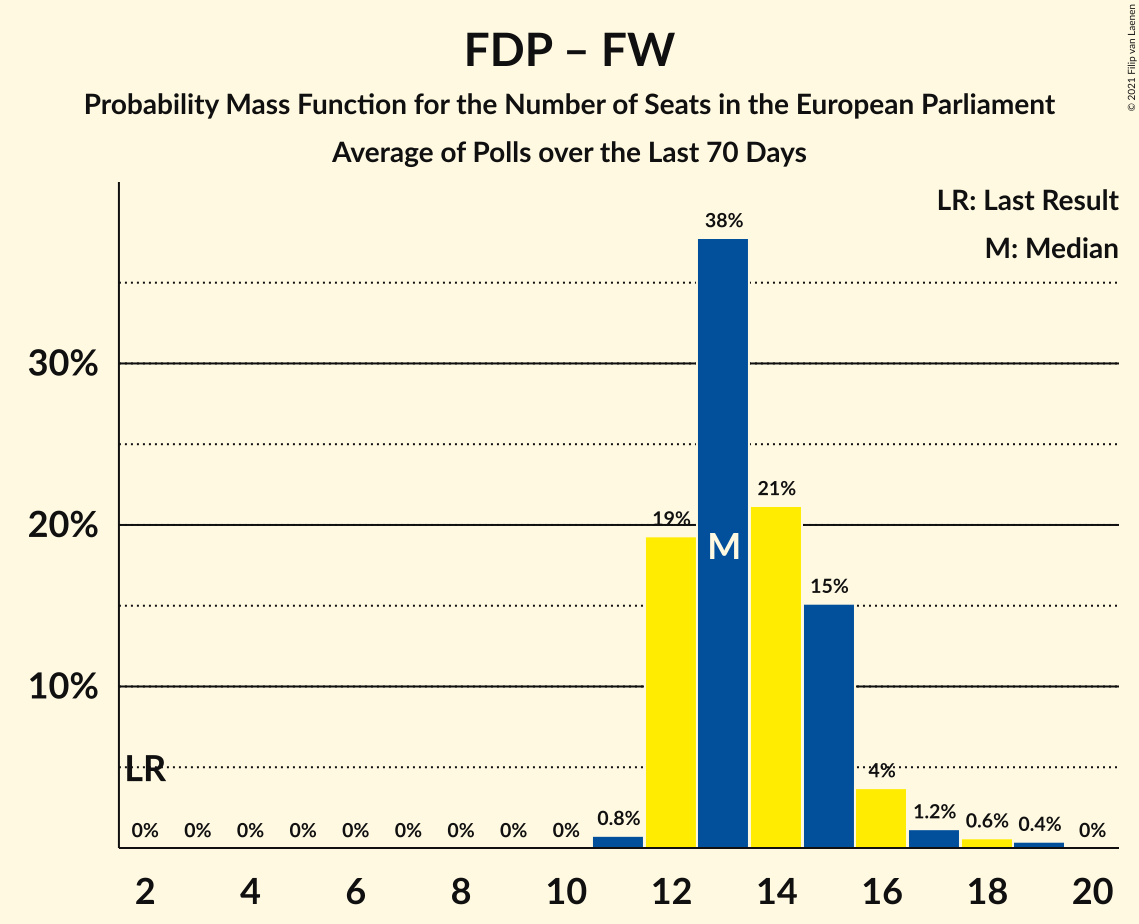 FDP – FW
Probability Mass Function for the Number of Seats in the European Parliament
Average of Polls over the Last 70 Days
© 2021 Filip van Laenen
LR: Last Result
M: Median
38%
30%
21%
20%
19%
M
15%
10%
LR
4%
0% 0% 0% 0% 0% 0% 0% 0% 0% 0.8% 1.2% 0.6% 0.4% 0%
2 4 6 8 10 12 14 16 18 20